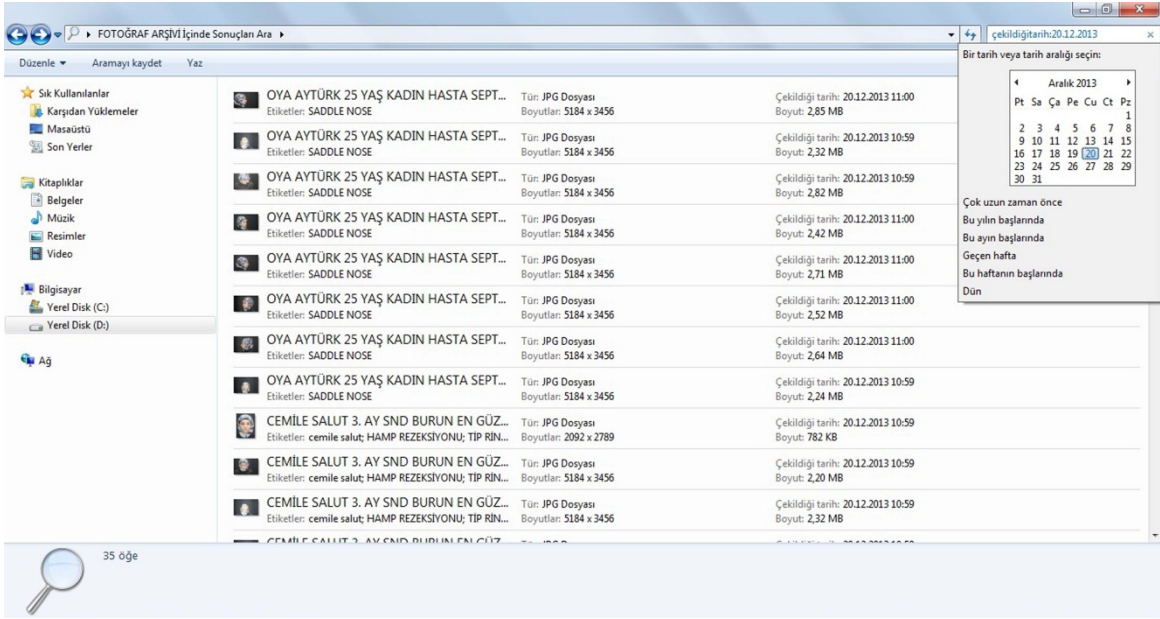 FOTOĞRAF ARŞİVİ İçinde Sonuçları Ara
çekildiğitarih:20.12.2013
Düzenle Aramayı kaydet Yaz
Bir tarih veya tarih aralığı seçin:
Aralık 2013
Pt Sa Ça Pe Cu Ct Pz
1
2 3 4 5 6 7 8
9 10 11 12 13 14 15
16 17 18 19 20 21 22
23 24 25 26 27 28 29
30 31
Çok uzun zaman önce
Bu yılın başlarında
Bu ayın başlarında
Geçen hafta
Bu haftanın başlarında
Dün
Sık Kullanılanlar
Karşıdan Yüklemeler
Masaüstü
Son Yerler
Kitaplıklar
Belgeler
Müzik
Resimler
Video
Bilgisayar
Yerel Disk (C:)
Yerel Disk (D:)
Ağ
OYA AYTÜRK 25 YAŞ KADIN HASTA SEPT... Tür: JPG Dosyası Çekildiği tarih: 20.12.2013 11:00
Etiketler: SADDLE NOSE Boyutlar: 5184 x 3456 Boyut: 2,85 MB
OYA AYTÜRK 25 YAŞ KADIN HASTA SEPT... Tür: JPG Dosyası Çekildiği tarih: 20.12.2013 10:59
Etiketler: SADDLE NOSE Boyutlar: 5184 x 3456 Boyut: 2,32 MB
OYA AYTÜRK 25 YAŞ KADIN HASTA SEPT... Tür: JPG Dosyası Çekildiği tarih: 20.12.2013 10:59
Etiketler: SADDLE NOSE Boyutlar: 5184 x 3456 Boyut: 2,82 MB
OYA AYTÜRK 25 YAŞ KADIN HASTA SEPT... Tür: JPG Dosyası Çekildiği tarih: 20.12.2013 11:00
Etiketler: SADDLE NOSE Boyutlar: 5184 x 3456 Boyut: 2,42 MB
OYA AYTÜRK 25 YAŞ KADIN HASTA SEPT... Tür: JPG Dosyası Çekildiği tarih: 20.12.2013 11:00
Etiketler: SADDLE NOSE Boyutlar: 5184 x 3456 Boyut: 2,71 MB
OYA AYTÜRK 25 YAŞ KADIN HASTA SEPT... Tür: JPG Dosyası Çekildiği tarih: 20.12.2013 11:00
Etiketler: SADDLE NOSE Boyutlar: 5184 x 3456 Boyut: 2,52 MB
OYA AYTÜRK 25 YAŞ KADIN HASTA SEPT... Tür: JPG Dosyası Çekildiği tarih: 20.12.2013 11:00
Etiketler: SADDLE NOSE Boyutlar: 5184 x 3456 Boyut: 2,64 MB
OYA AYTÜRK 25 YAŞ KADIN HASTA SEPT... Tür: JPG Dosyası Çekildiği tarih: 20.12.2013 10:59
Etiketler: SADDLE NOSE Boyutlar: 5184 x 3456 Boyut: 2,24 MB
CEMİLE SALUT 3. AY SND BURUN EN GÜZ... Tür: JPG Dosyası Çekildiği tarih: 20.12.2013 10:59
Etiketler: cemile salut; HAMP REZEKSİYONU; TİP RİN... Boyutlar: 2092 x 2789 Boyut: 782 KB
CEMİLE SALUT 3. AY SND BURUN EN GÜZ... Tür: JPG Dosyası Çekildiği tarih: 20.12.2013 10:59
Etiketler: cemile salut; HAMP REZEKSİYONU; TİP RİN... Boyutlar: 5184 x 3456 Boyut: 2,20 MB
CEMİLE SALUT 3. AY SND BURUN EN GÜZ... Tür: JPG Dosyası Çekildiği tarih: 20.12.2013 10:59
Etiketler: cemile salut; HAMP REZEKSİYONU; TİP RİN... Boyutlar: 5184 x 3456 Boyut: 2,32 MB
35 öğe